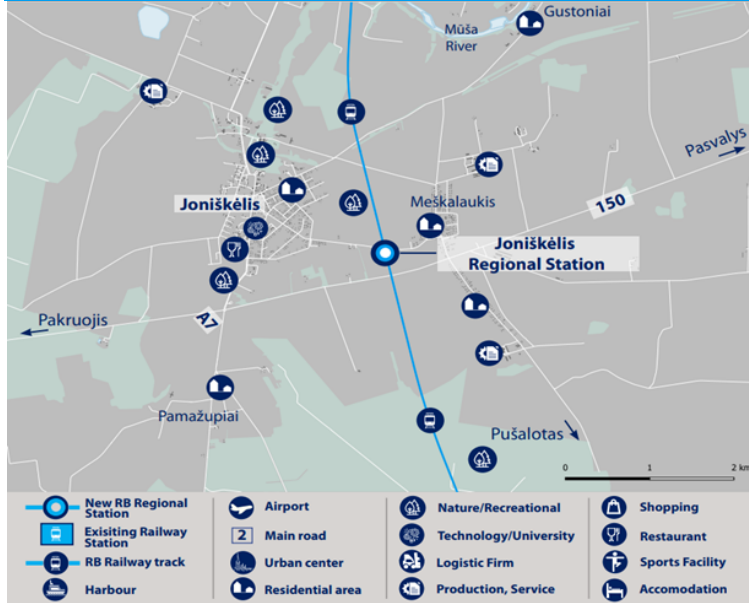 Gustoniai
Mūša
River
Pasvalys
Joniškėlis
Meškalaukis
150
Joniškėlis
Regional Station
Pakruojis
A7
Pamažupiai
Pušalotas
0 1 2 km
New RB Regional
Station
Exisiting Railway
Station
RB Railway track
Harbour
Airport
2 Main road
Urban center
Residential area
Nature/Recreational
Technology/University
Logistic Firm
Production, Service
Shopping
Restaurant
Sports Facility
Accomodation